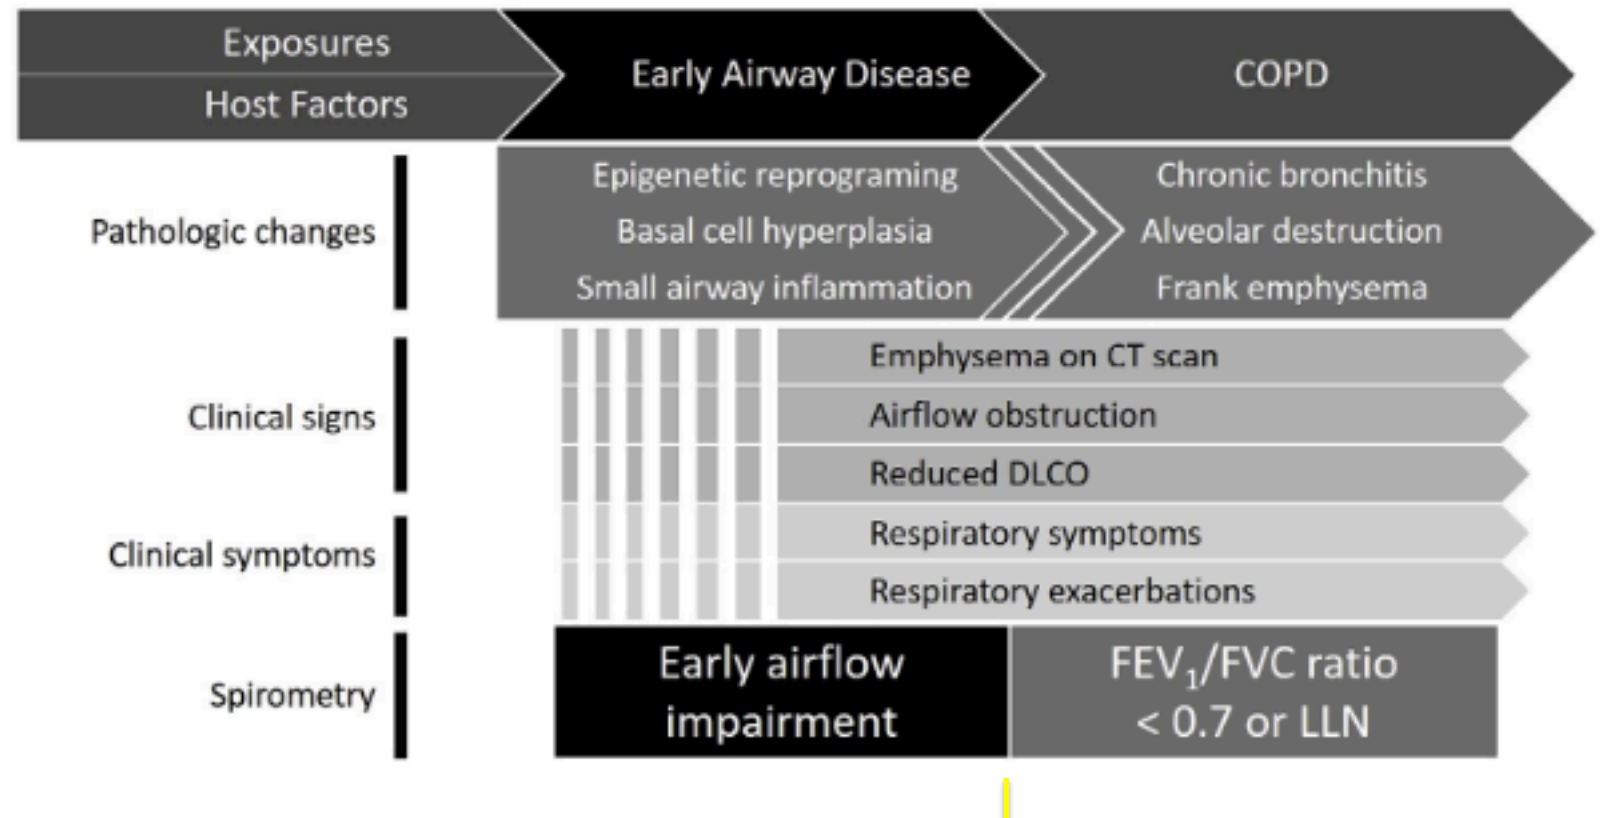 Exposures
Host Factors
Early Airway Disease
COPD
Pathologic changes
Epigenetic reprograming
Basal cell hyperplasia
Small airway inflammation
Chronic bronchitis
Alveolar destruction
Frank emphysema
Clinical signs
Emphysema on CT scan
Airflow obstruction
Reduced DLCO
Clinical symptoms
Respiratory symptoms
Respiratory exacerbations
Spirometry
Early airflow
impairment
FEV₁/FVC ratio
< 0.7 or LLN